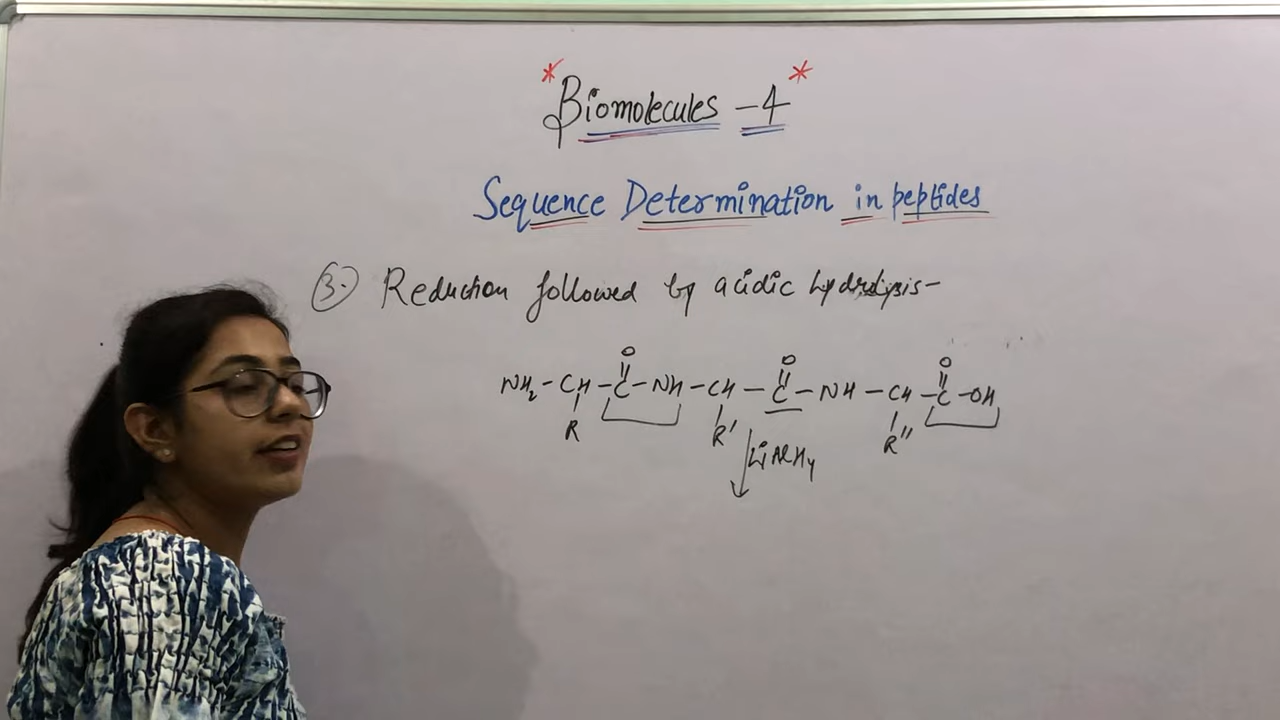 * Biomolecules -4 *
Sequence Determination in peptides
3. Reduction followed by acidic hydrolysis-
O O O
NH2-CH-C-NH-CH-C-NH-CH-C-OH
R R' R''
LiAlH4